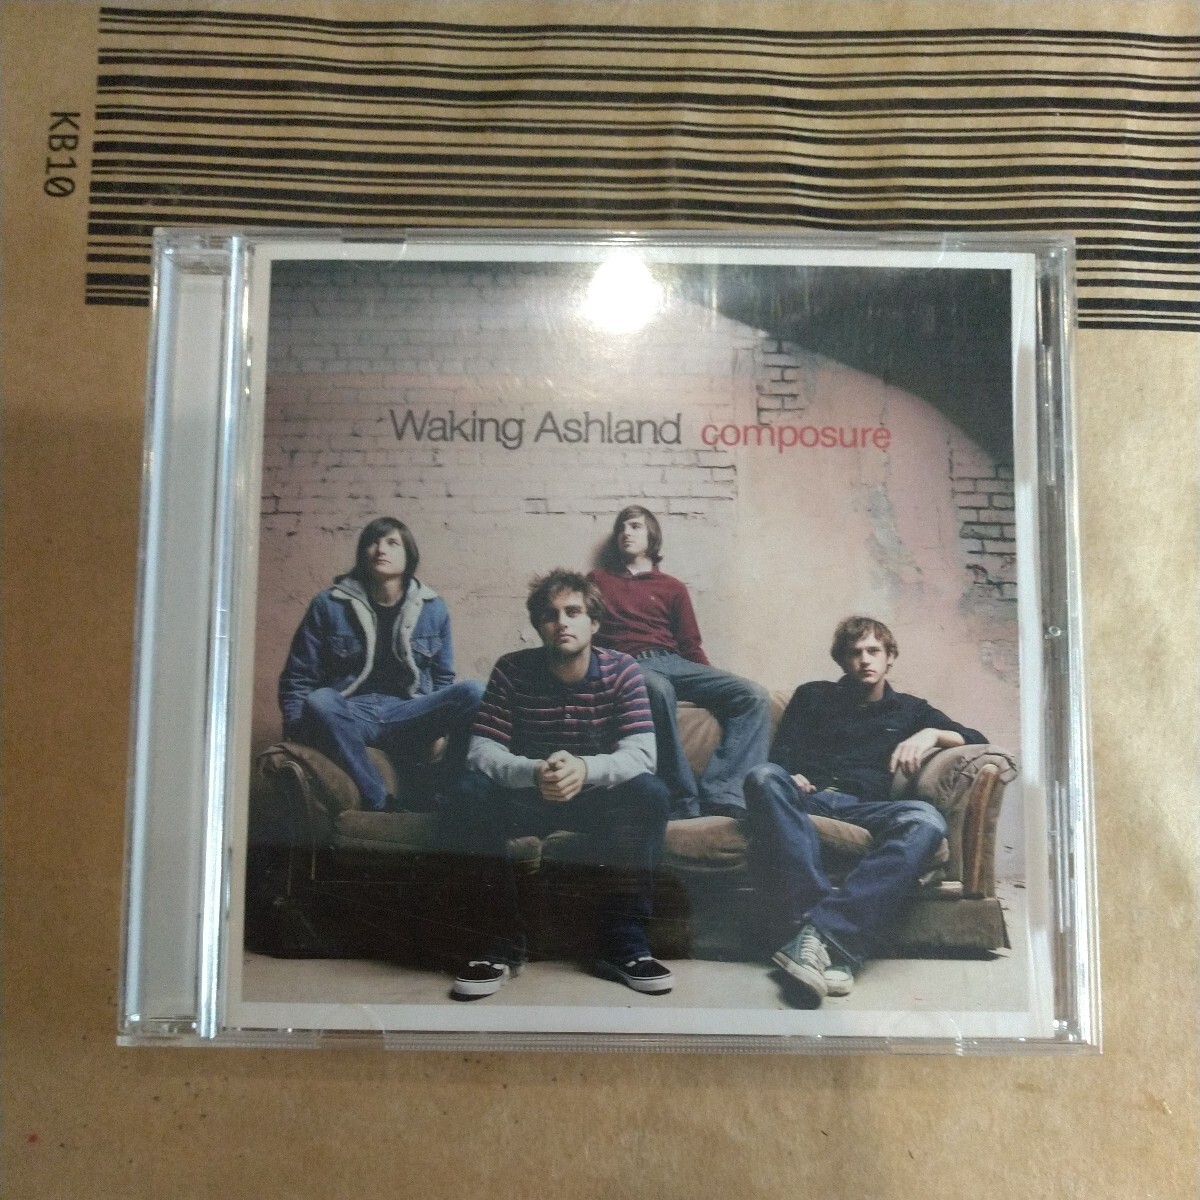 KB10
Waking Ashland composure